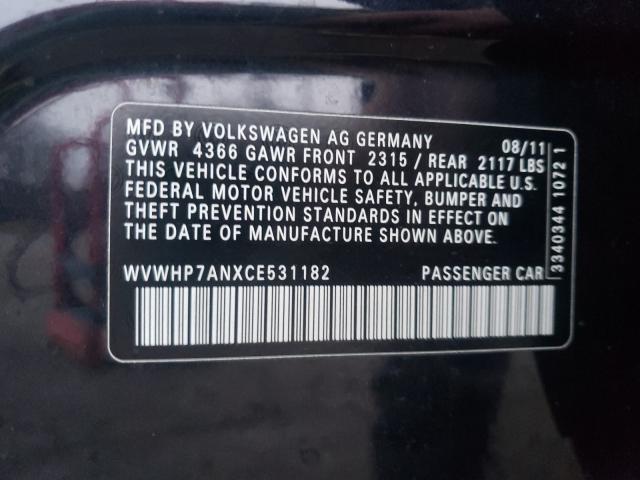 MFD BY VOLKSWAGEN AG GERMANY 08/11
GVWR 4366 GAWR FRONT 2315 / REAR 2117 LBS
THIS VEHICLE CONFORMS TO ALL APPLICABLE U.S.
FEDERAL MOTOR VEHICLE SAFETY, BUMPER AND
THEFT PREVENTION STANDARDS IN EFFECT ON
THE DATE OF MANUFACTURE SHOWN ABOVE.
WVWHP7ANXCE531182 PASSENGER CAR
3340344 1072 1